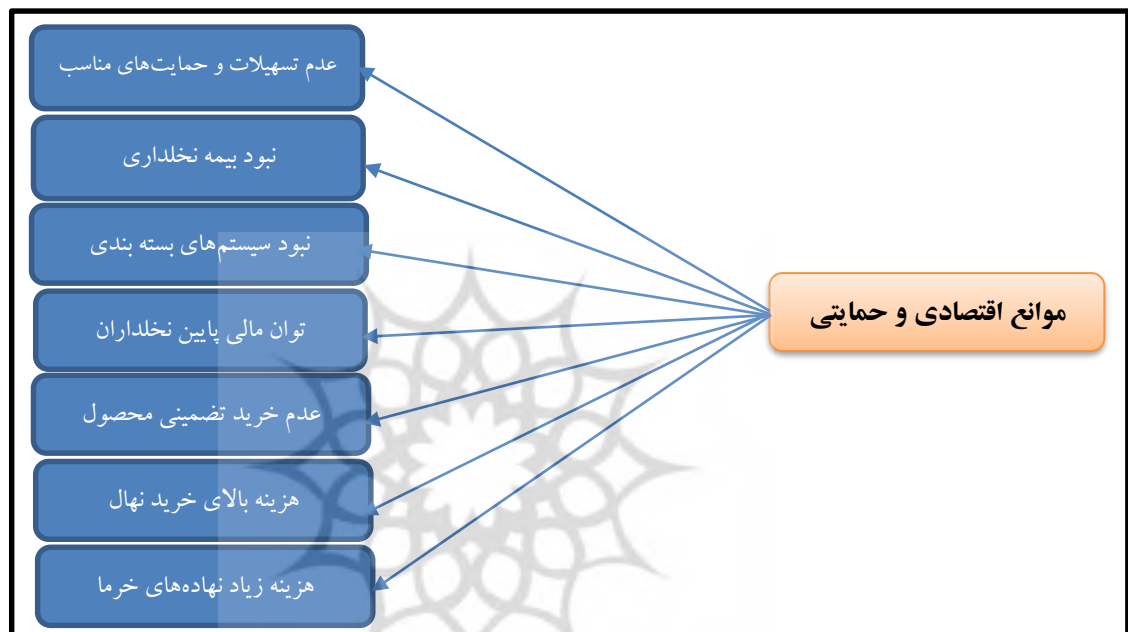 موانع اقتصادی و حمایتی
عدم تسهیلات و حمایت‌های مناسب
نبود بیمه نخلداری
نبود سیستم‌های بسته بندی
توان مالی پایین نخلداران
عدم خرید تضمینی محصول
هزینه بالای خرید نهال
هزینه زیاد نهاده‌های خرما